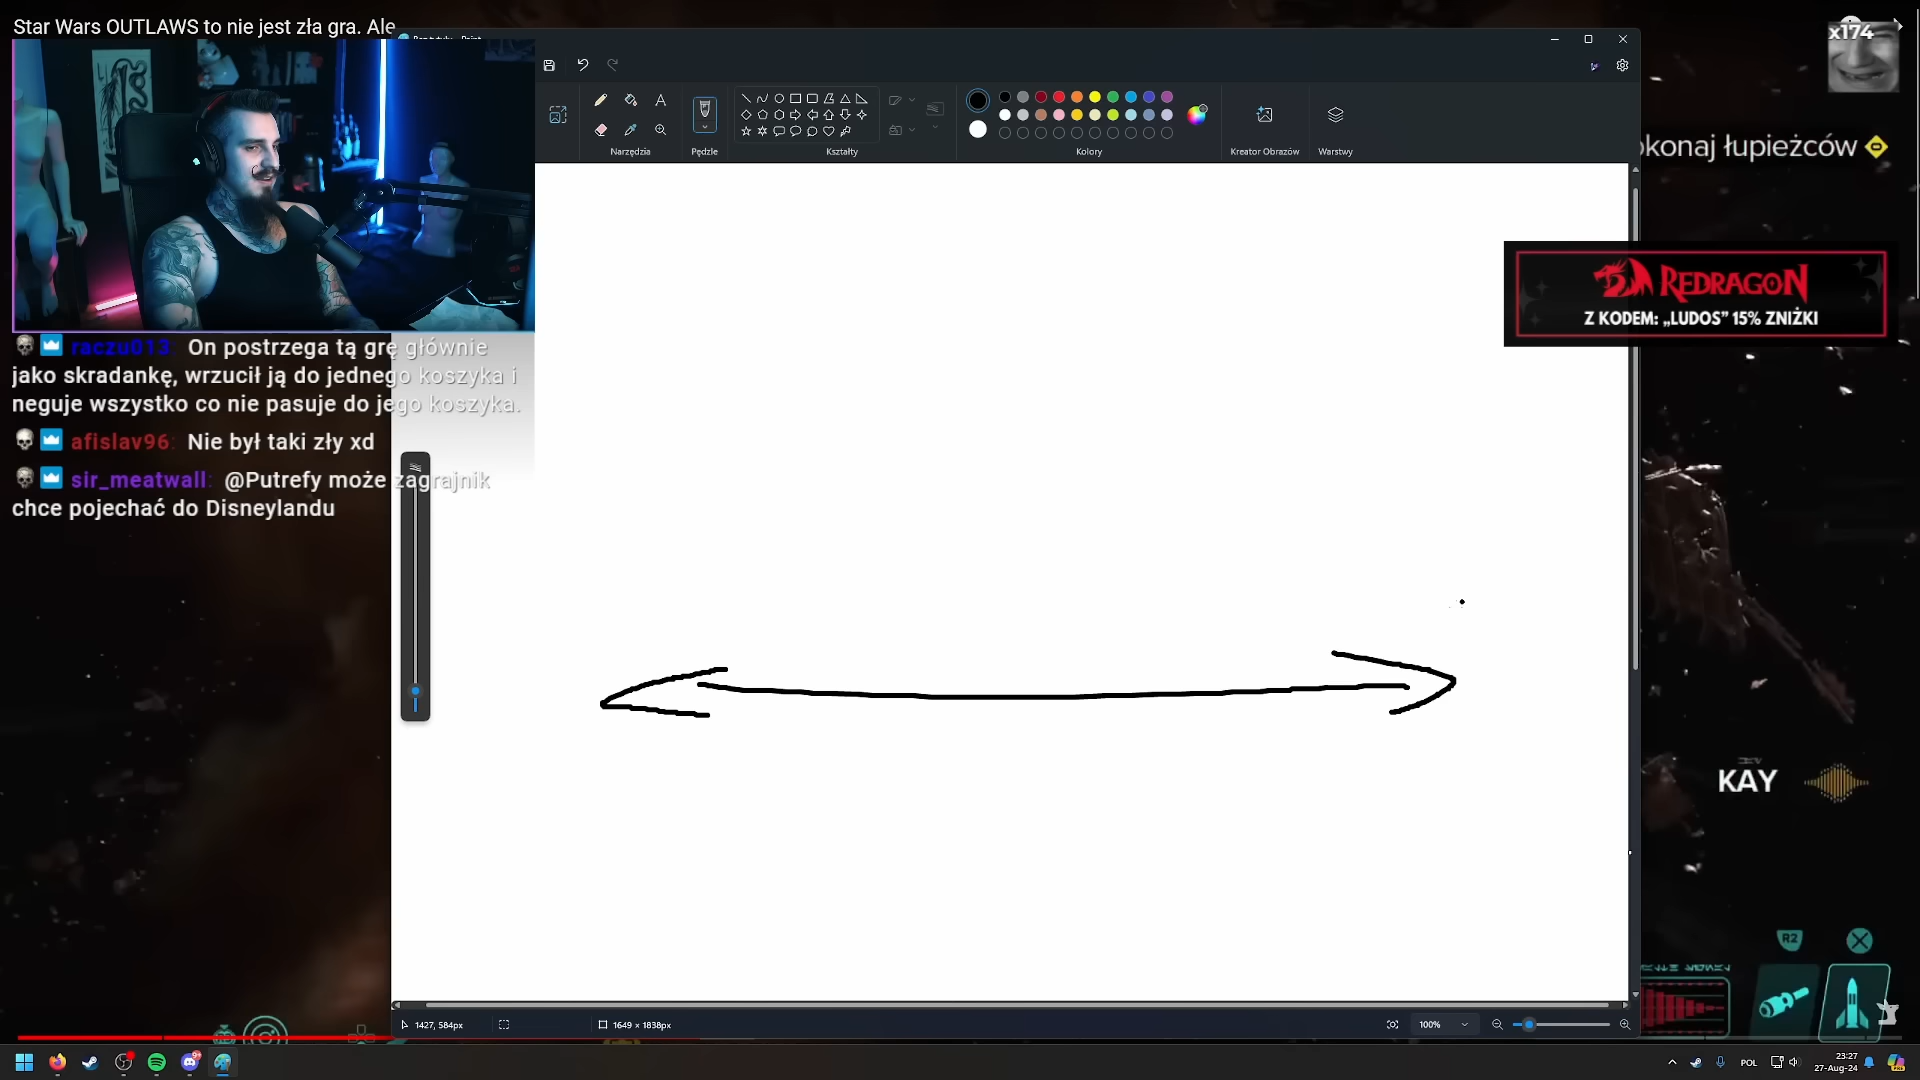 Star Wars OUTLAWS to nie jest zła gra. Ale
x174
okonaj łupieżców
Narzędzia
Pędzle
Kształty
Kolory
Kreator Obrazów
Warstwy
REDRAGON
Z KODEM: „LUDOS” 15% ZNIŻKI
raczu013: On postrzega tą grę głównie
jako skradankę, wrzucił ją do jednego koszyka i
neguje wszystko co nie pasuje do jego koszyka.
afislav96: Nie był taki zły xd
sir_meatwall: @Putrefy może zagrajnik
chce pojechać do Disneylandu
KAY
R2
1427, 584px
1649 × 1838px
100%
POL
23:27
27-Aug-24